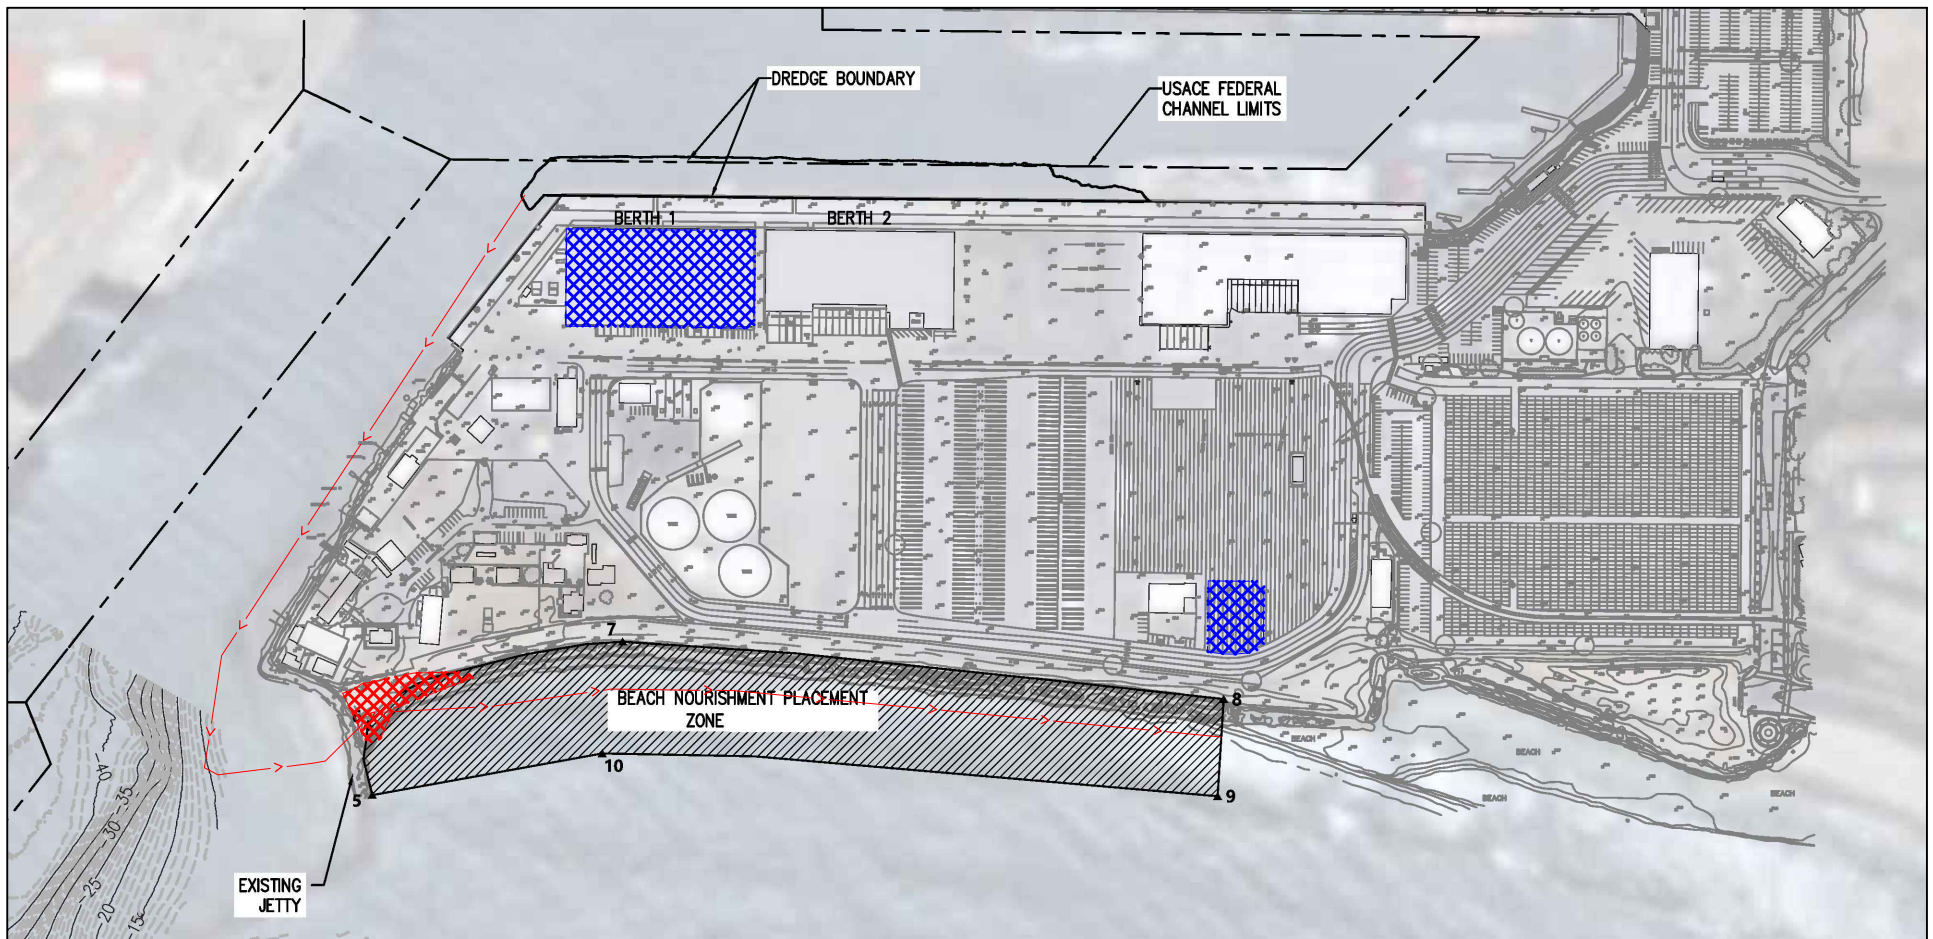 DREDGE BOUNDARY
USACE FEDERAL
CHANNEL LIMITS
BERTH 1
BERTH 2
7
8
BEACH NOURISHMENT PLACEMENT
ZONE
BEACH
BEACH
BEACH
BEACH
10
5
9
40
35
30
25
20
15
EXISTING
JETTY